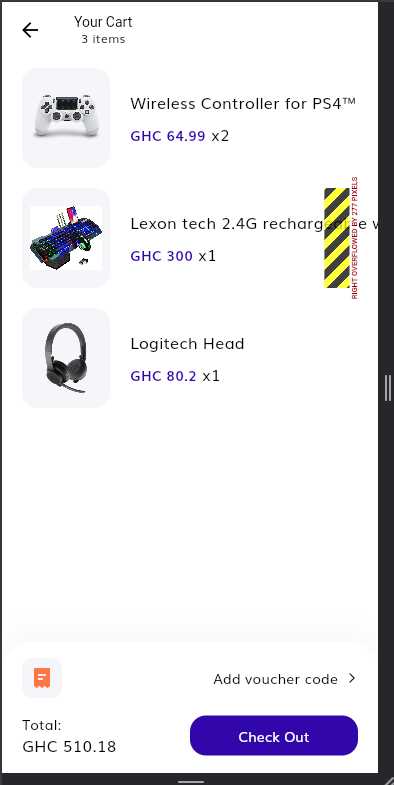 Your Cart
3 items
Wireless Controller for PS4™
GHC 64.99 x2
Lexon tech 2.4G rechargeable w
RIGHT OVERFLOWED BY 277 PIXELS
GHC 300 x1
Logitech Head
GHC 80.2 x1
Add voucher code
Total:
GHC 510.18
Check Out